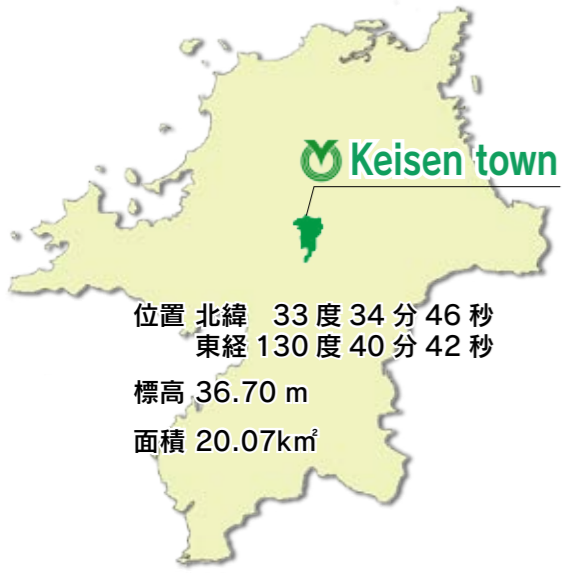 Keisen town
位置 北緯　33 度 34 分 46 秒
東経 130 度 40 分 42 秒
標高 36.70 m
面積 20.07k㎡